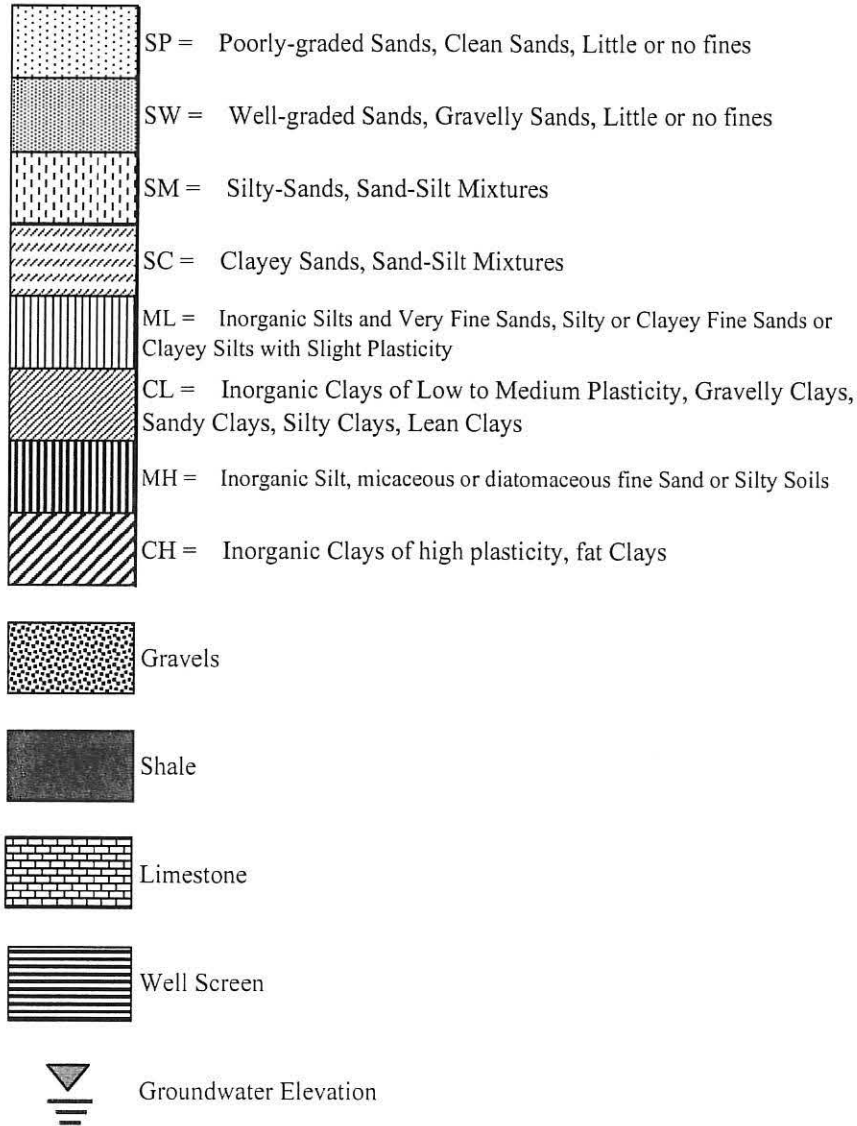 SP = Poorly-graded Sands, Clean Sands, Little or no fines
SW = Well-graded Sands, Gravelly Sands, Little or no fines
SM = Silty-Sands, Sand-Silt Mixtures
SC = Clayey Sands, Sand-Silt Mixtures
ML = Inorganic Silts and Very Fine Sands, Silty or Clayey Fine Sands or
Clayey Silts with Slight Plasticity
CL = Inorganic Clays of Low to Medium Plasticity, Gravelly Clays,
Sandy Clays, Silty Clays, Lean Clays
MH = Inorganic Silt, micaceous or diatomaceous fine Sand or Silty Soils
CH = Inorganic Clays of high plasticity, fat Clays
Gravels
Shale
Limestone
Well Screen
Groundwater Elevation